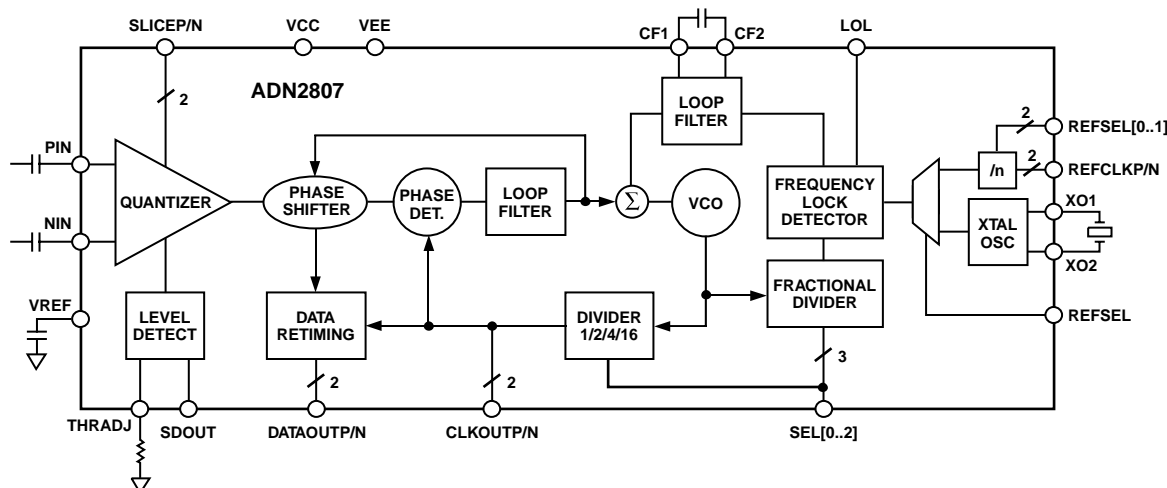 SLICEP/N
VCC
VEE
CF1
CF2
LOL
ADN2807
2
LOOP
FILTER
2
REFSEL[0..1]
PIN
/n
2
REFCLKP/N
QUANTIZER
PHASE
SHIFTER
PHASE
DET.
LOOP
FILTER
Σ
VCO
FREQUENCY
LOCK
DETECTOR
XO1
XTAL
OSC
NIN
XO2
VREF
LEVEL
DETECT
DATA
RETIMING
DIVIDER
1/2/4/16
FRACTIONAL
DIVIDER
REFSEL
2
2
3
THRADJ
SDOUT
DATAOUTP/N
CLKOUTP/N
SEL[0..2]